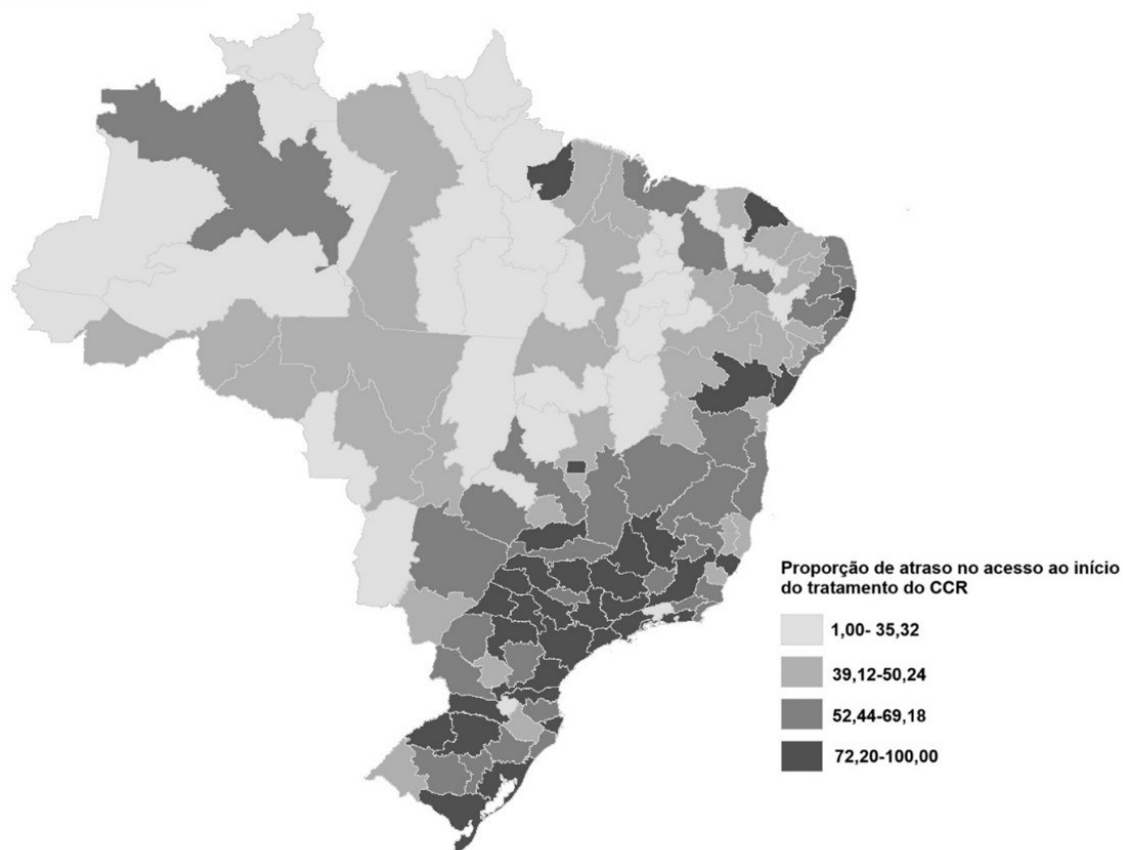 Proporção de atraso no acesso ao início
do tratamento do CCR
1,00- 35,32
39,12-50,24
52,44-69,18
72,20-100,00